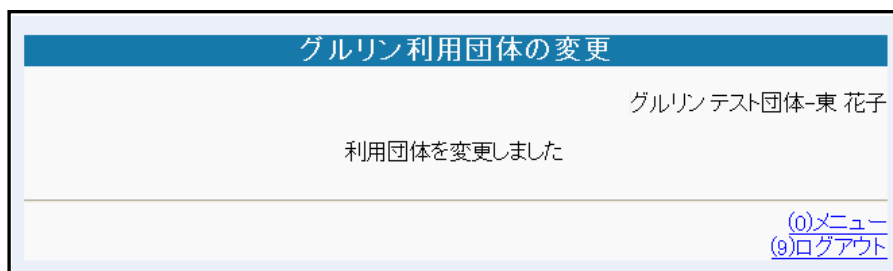 グルリン利用団体の変更
グルリン テスト団体-東 花子
利用団体を変更しました
(0)メニュー
(9)ログアウト